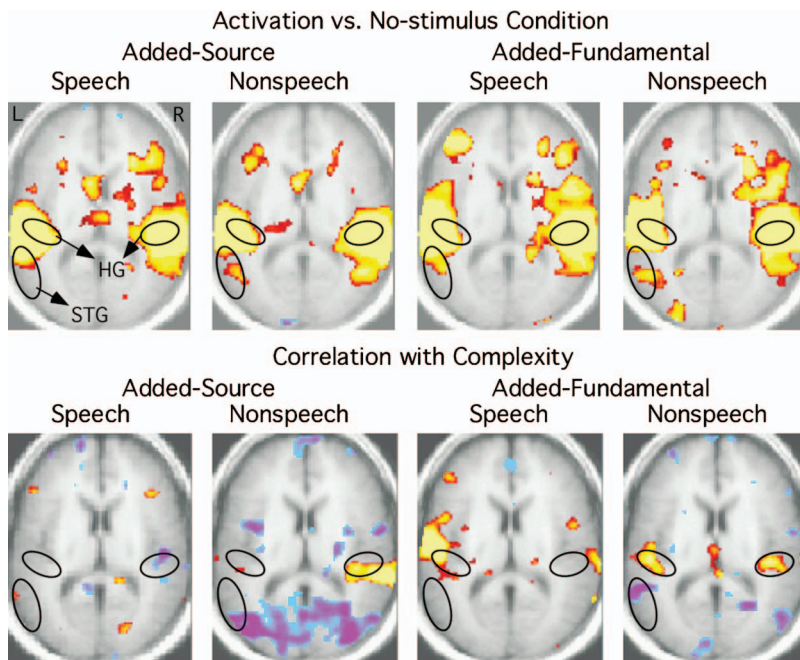 Activation vs. No-stimulus Condition
Added-Source Added-Fundamental
Speech Nonspeech Speech Nonspeech
L R
HG
STG
Correlation with Complexity
Added-Source Added-Fundamental
Speech Nonspeech Speech Nonspeech